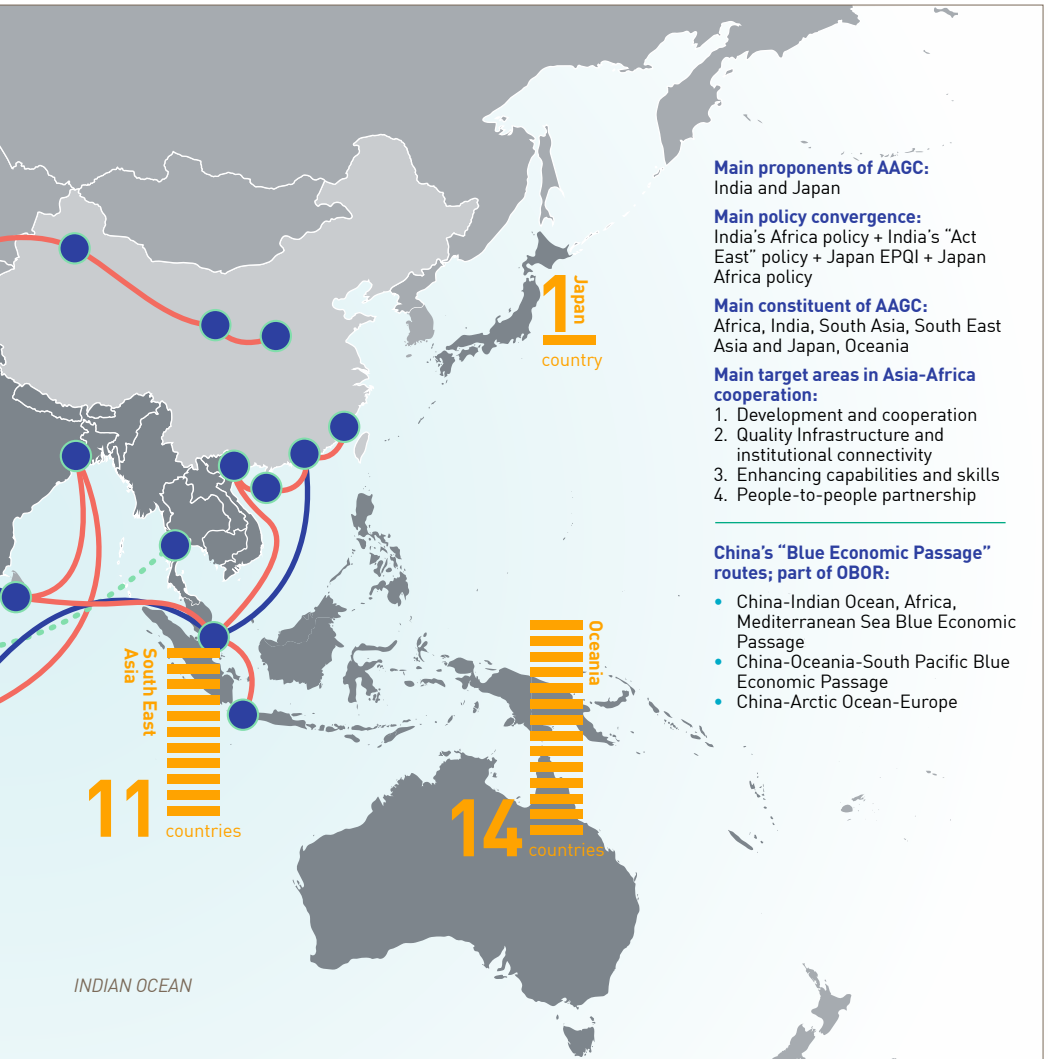 Main proponents of AAGC:
India and Japan
Main policy convergence:
India's Africa policy + India's “Act
East” policy + Japan EPQI + Japan
Africa policy
Main constituent of AAGC:
Africa, India, South Asia, South East
Asia and Japan, Oceania
Main target areas in Asia-Africa
cooperation:
1. Development and cooperation
2. Quality Infrastructure and
institutional connectivity
3. Enhancing capabilities and skills
4. People-to-people partnership
China's “Blue Economic Passage”
routes; part of OBOR:
• China-Indian Ocean, Africa,
Mediterranean Sea Blue Economic
Passage
• China-Oceania-South Pacific Blue
Economic Passage
• China-Arctic Ocean-Europe
1
Japan
country
South East
Asia
11
countries
Oceania
14
countries
INDIAN OCEAN